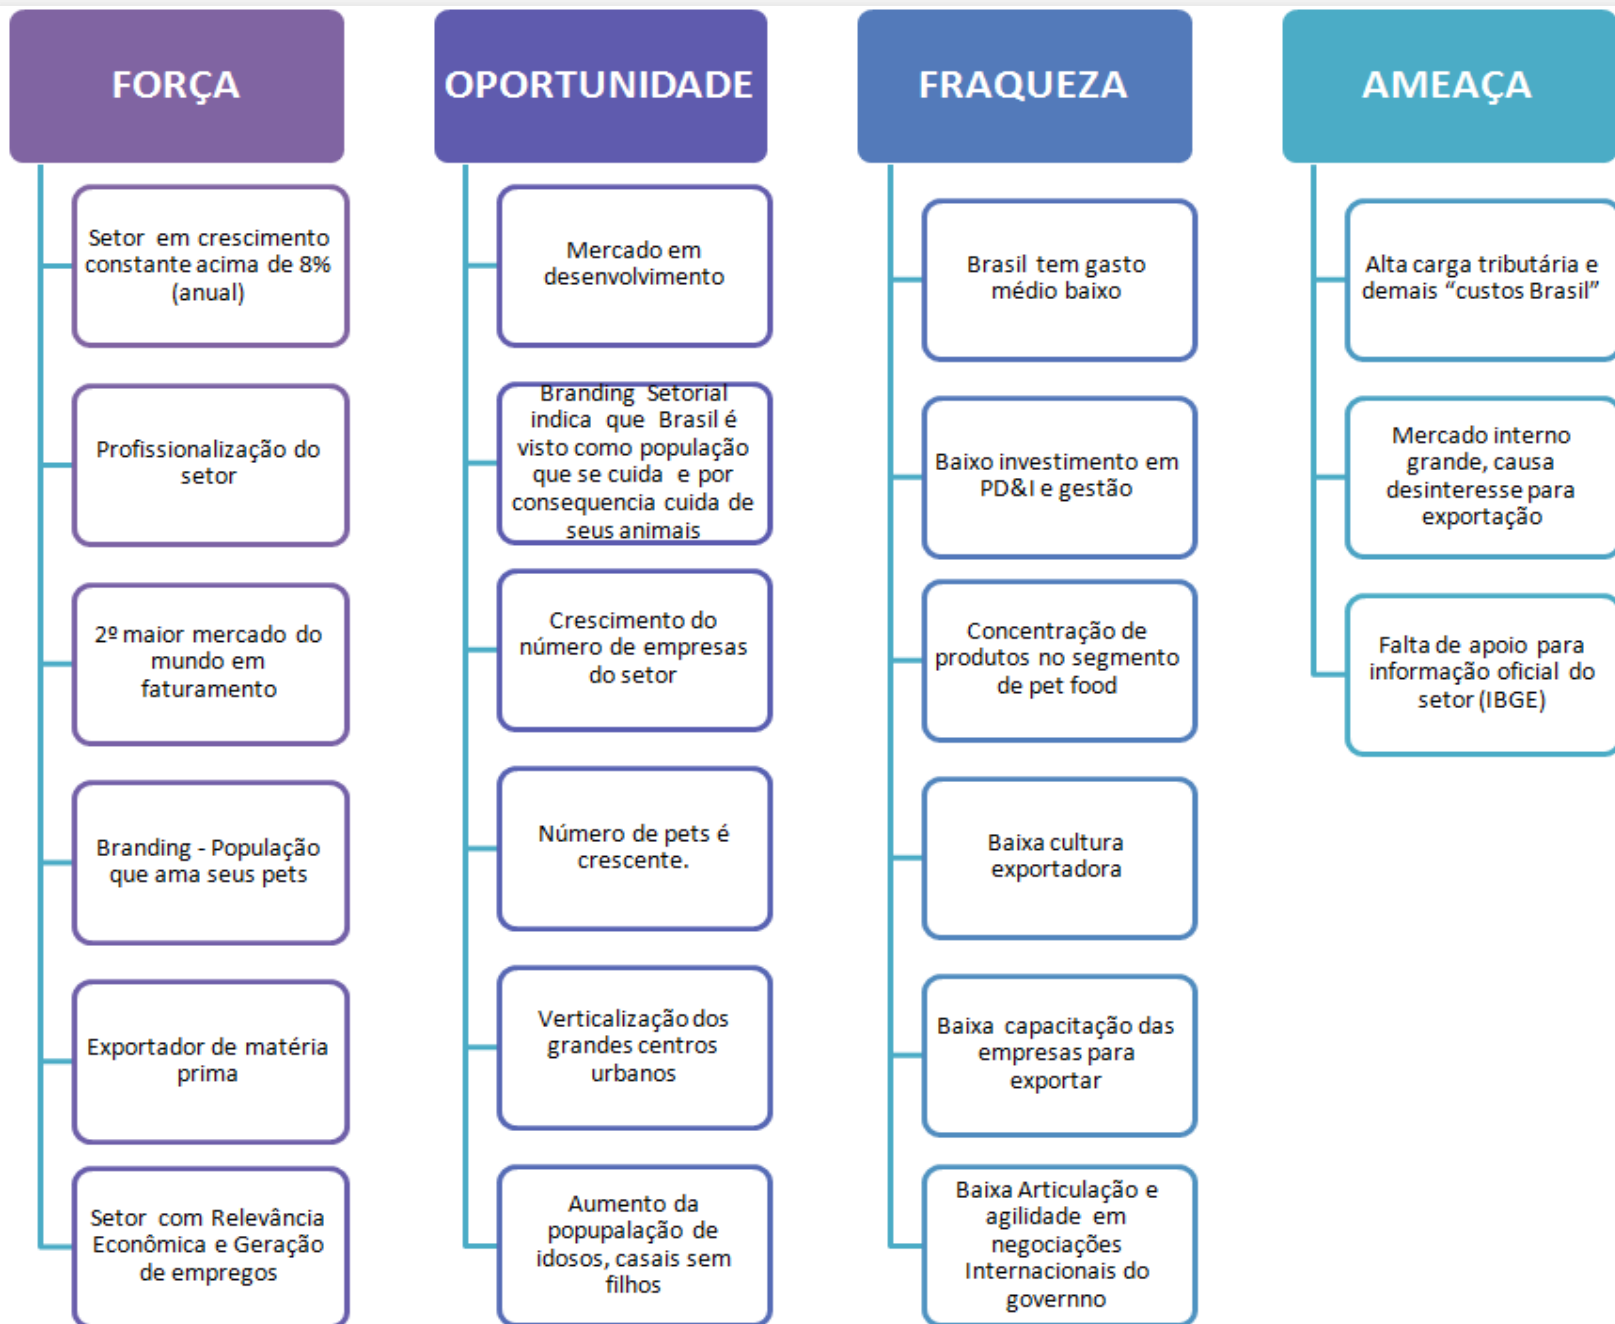 FORÇA
Setor em crescimento
constante acima de 8%
(anual)
Profissionalização do
setor
2º maior mercado do
mundo em
faturamento
Branding - População
que ama seus pets
Exportador de matéria
prima
Setor com Relevância
Econômica e Geração
de empregos
OPORTUNIDADE
Mercado em
desenvolvimento
Branding Setorial
indica que Brasil é
visto como população
que se cuida e por
consequencia cuida de
seus animais
Crescimento do
número de empresas
do setor
Número de pets é
crescente.
Verticalização dos
grandes centros
urbanos
Aumento da
popupalação de
idosos, casais sem
filhos
FRAQUEZA
Brasil tem gasto
médio baixo
Baixo investimento em
PD&I e gestão
Concentração de
produtos no segmento
de pet food
Baixa cultura
exportadora
Baixa capacitação das
empresas para
exportar
Baixa Articulação e
agilidade em
negociações
Internacionais do
governno
AMEAÇA
Alta carga tributária e
demais “custos Brasil”
Mercado interno
grande, causa
desinteresse para
exportação
Falta de apoio para
informação oficial do
setor (IBGE)